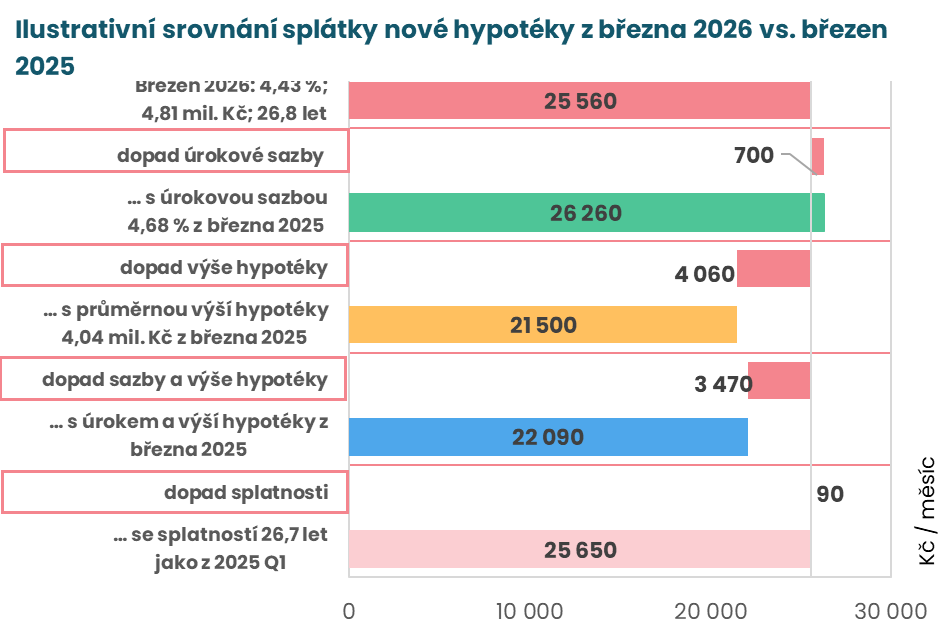 Ilustrativní srovnání splátky nové hypotéky z března 2026 vs. březen
2025
Březen 2026: 4,43 %;
4,81 mil. Kč; 26,8 let
25 560
dopad úrokové sazby
700
... s úrokovou sazbou
4,68 % z března 2025
26 260
dopad výše hypotéky
4 060
... s průměrnou výší hypotéky
4,04 mil. Kč z března 2025
21 500
dopad sazby a výše hypotéky
3 470
... s úrokem a výší hypotéky z
března 2025
22 090
dopad splatnosti
90
... se splatností 26,7 let
jako z 2025 Q1
25 650
Kč / měsíc
0
10 000
20 000
30 000